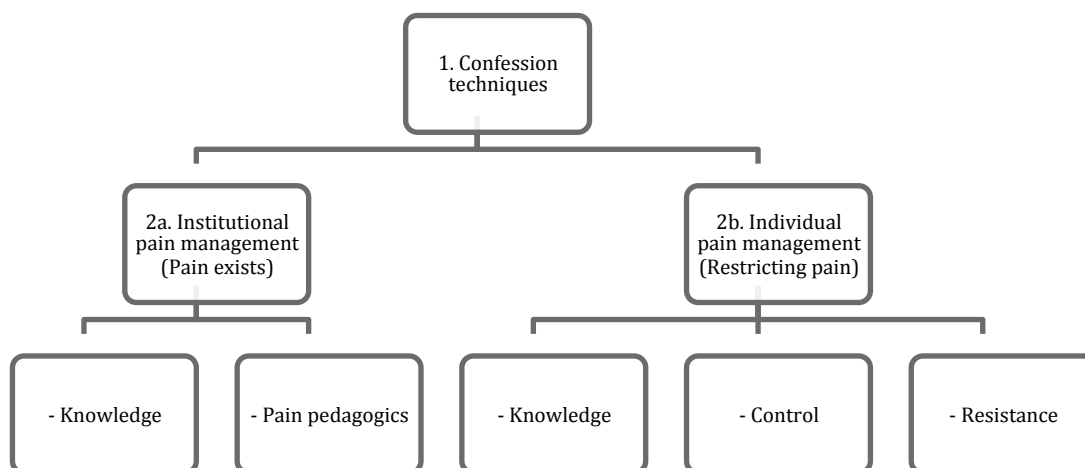 1. Confession
techniques
2a. Institutional
pain management
(Pain exists)
2b. Individual
pain management
(Restricting pain)
- Knowledge
- Pain pedagogics
- Knowledge
- Control
- Resistance